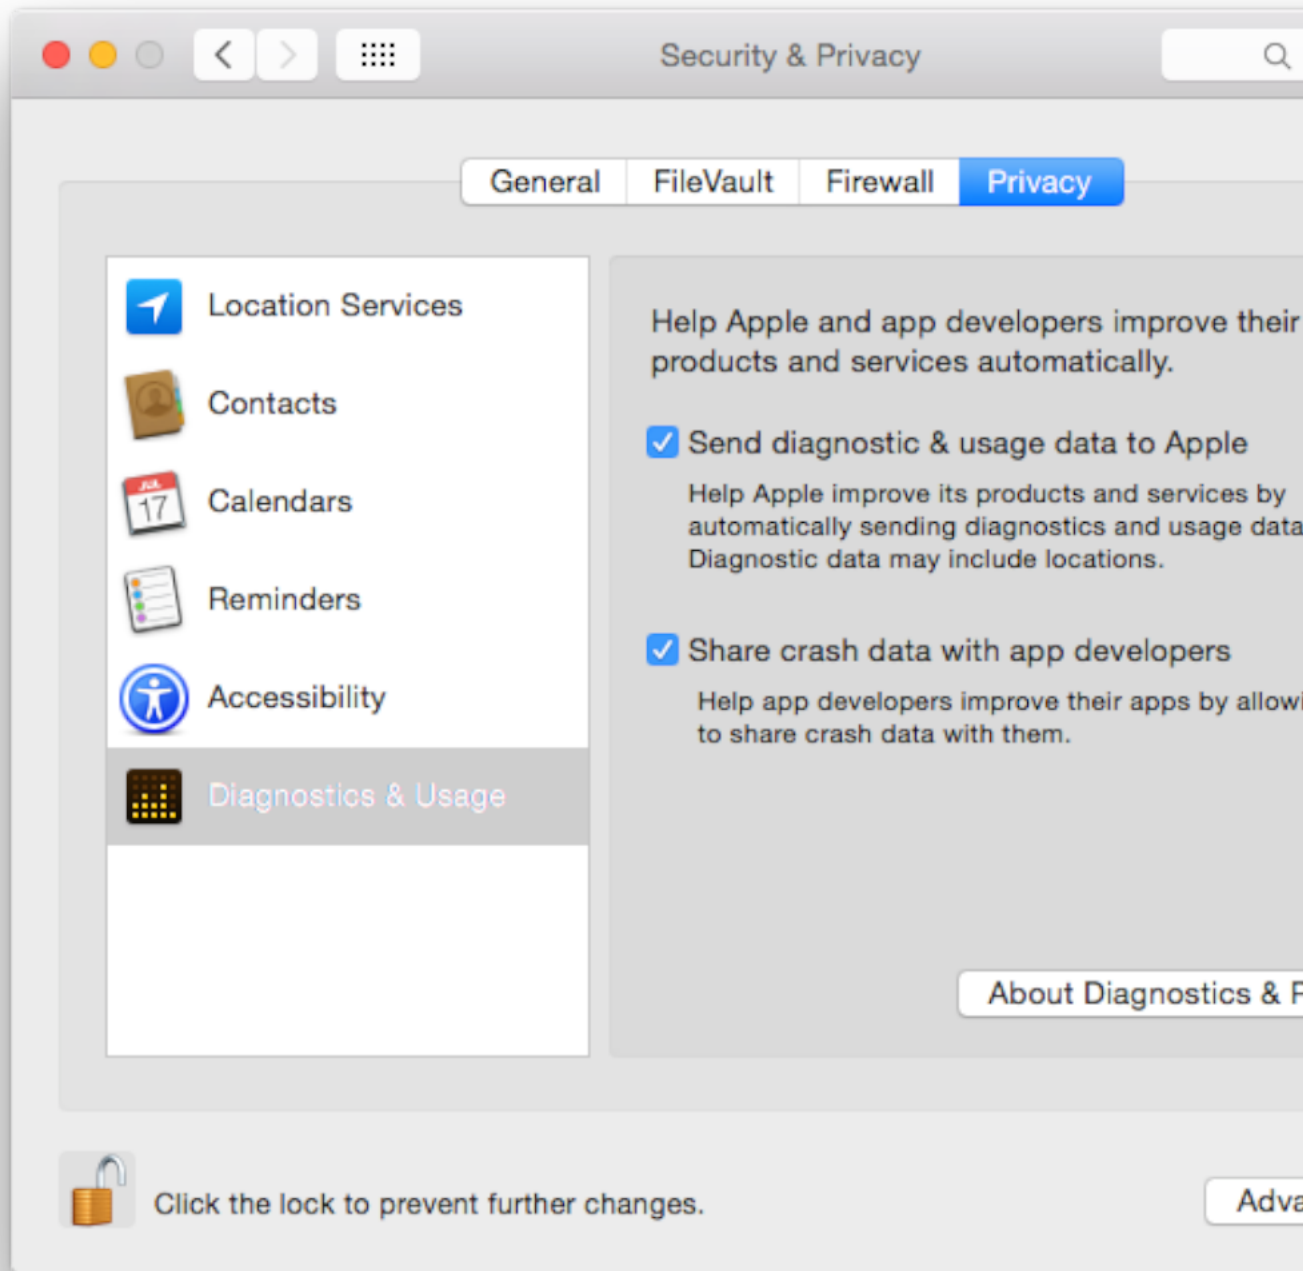 Security & Privacy
General
FileVault
Firewall
Privacy
Location Services
Contacts
JUL
17
Calendars
Reminders
Accessibility
Diagnostics & Usage
Help Apple and app developers improve their
products and services automatically.
Send diagnostic & usage data to Apple
Help Apple improve its products and services by
automatically sending diagnostics and usage data
Diagnostic data may include locations.
Share crash data with app developers
Help app developers improve their apps by
to share crash data with them.
About Diagnostics &
Click the lock to prevent further changes.